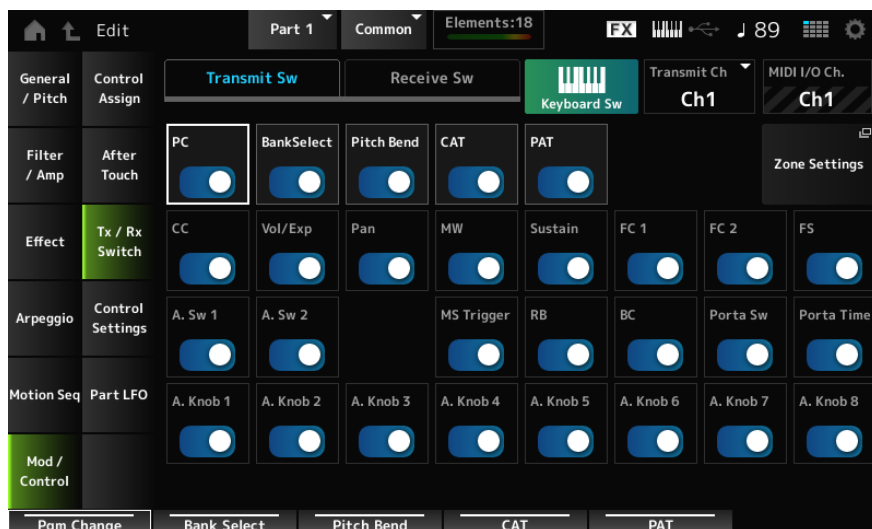 Edit
Part 1
Common
Elements:18
FX
89
General
/ Pitch
Control
Assign
Transmit Sw
Receive Sw
Keyboard Sw
Transmit Ch
Ch1
MIDI I/O Ch.
Ch1
Filter
/ Amp
After
Touch
PC
BankSelect
Pitch Bend
CAT
PAT
Zone Settings
Effect
Tx / Rx
Switch
CC
Vol/Exp
Pan
MW
Sustain
FC 1
FC 2
FS
Arpeggio
Control
Settings
A. Sw 1
A. Sw 2
MS Trigger
RB
BC
Porta Sw
Porta Time
Motion Seq
Part LFO
A. Knob 1
A. Knob 2
A. Knob 3
A. Knob 4
A. Knob 5
A. Knob 6
A. Knob 7
A. Knob 8
Mod /
Control
Pgm Change
Bank Select
Pitch Bend
CAT
PAT